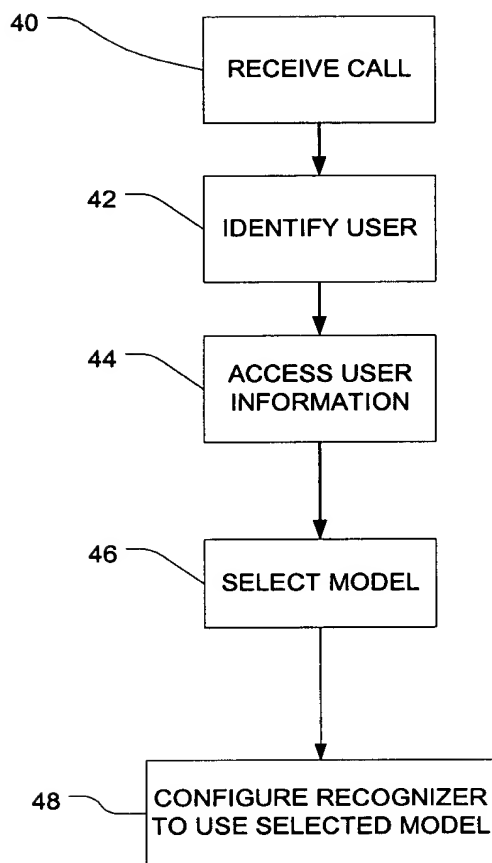 40
RECEIVE CALL
42
IDENTIFY USER
44
ACCESS USER
INFORMATION
46
SELECT MODEL
48
CONFIGURE RECOGNIZER
TO USE SELECTED MODEL